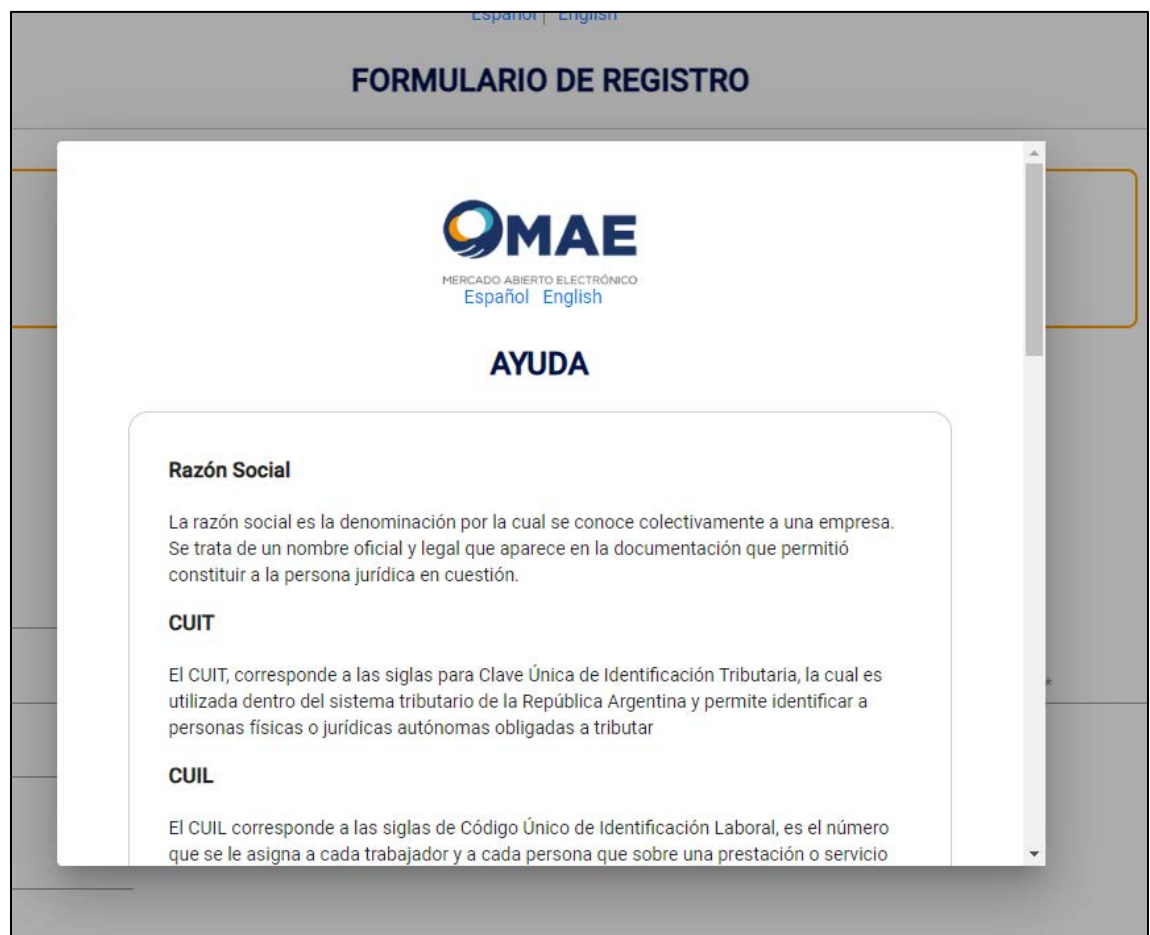 Español | English
FORMULARIO DE REGISTRO
MAE
MERCADO ABIERTO ELECTRÓNICO
Español English
AYUDA
Razón Social
La razón social es la denominación por la cual se conoce colectivamente a una empresa.
Se trata de un nombre oficial y legal que aparece en la documentación que permitió
constituir a la persona jurídica en cuestión.
CUIT
El CUIT, corresponde a las siglas para Clave Única de Identificación Tributaria, la cual es
utilizada dentro del sistema tributario de la República Argentina y permite identificar a
personas físicas o jurídicas autónomas obligadas a tributar
*
CUIL
El CUIL corresponde a las siglas de Código Único de Identificación Laboral, es el número
que se le asigna a cada trabajador y a cada persona que sobre una prestación o servicio